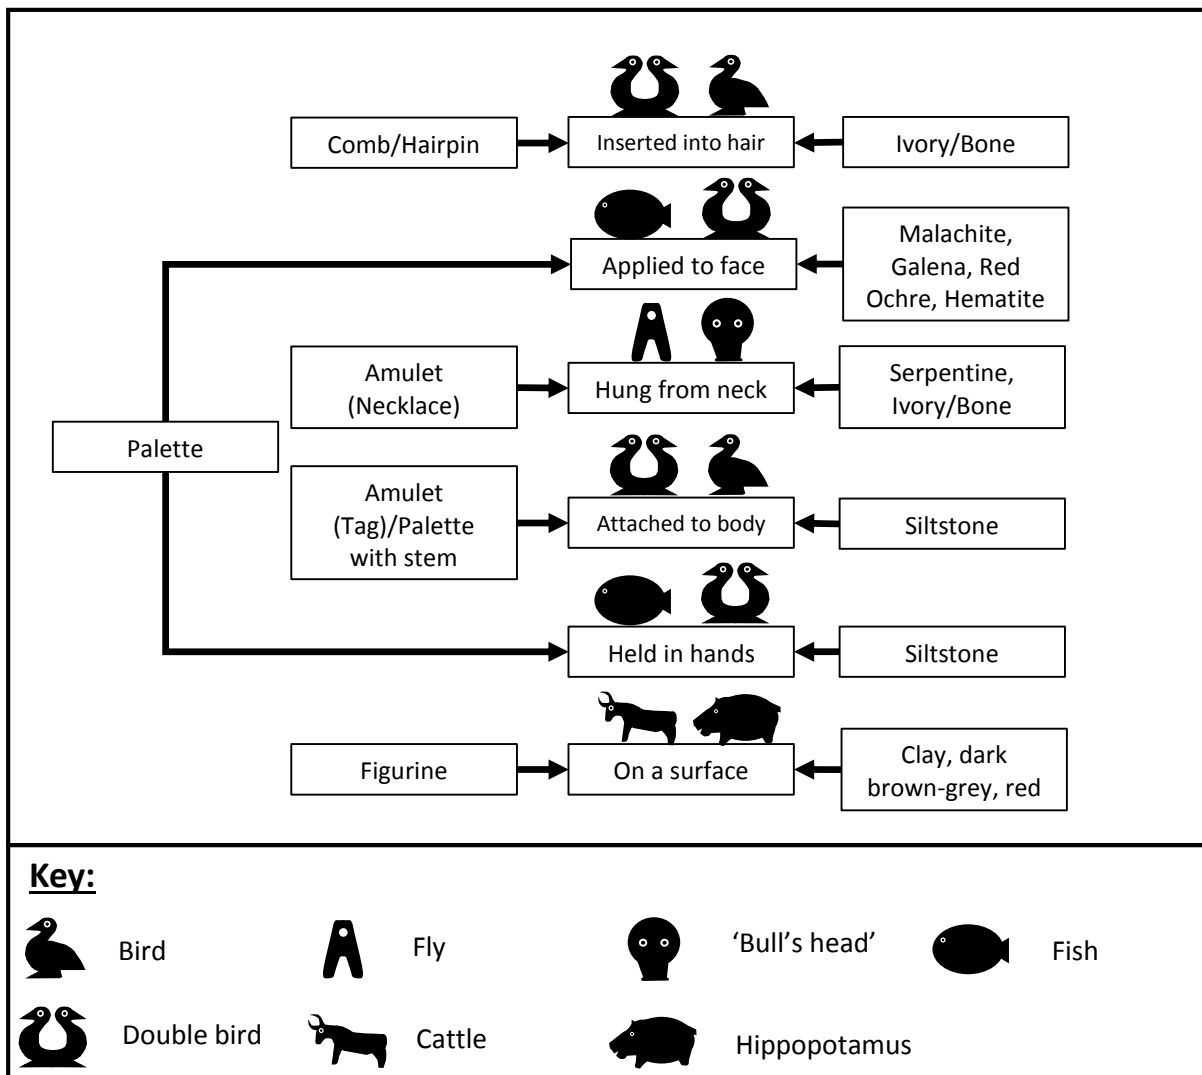 Comb/Hairpin
Inserted into hair
Ivory/Bone
Applied to face
Malachite,
Galena, Red
Ochre, Hematite
Amulet
(Necklace)
Hung from neck
Serpentine,
Ivory/Bone
Palette
Amulet
(Tag)/Palette
with stem
Attached to body
Siltstone
Held in hands
Siltstone
Figurine
On a surface
Clay, dark
brown-grey, red
Key:
Bird
Fly
‘Bull’s head’
Fish
Double bird
Cattle
Hippopotamus